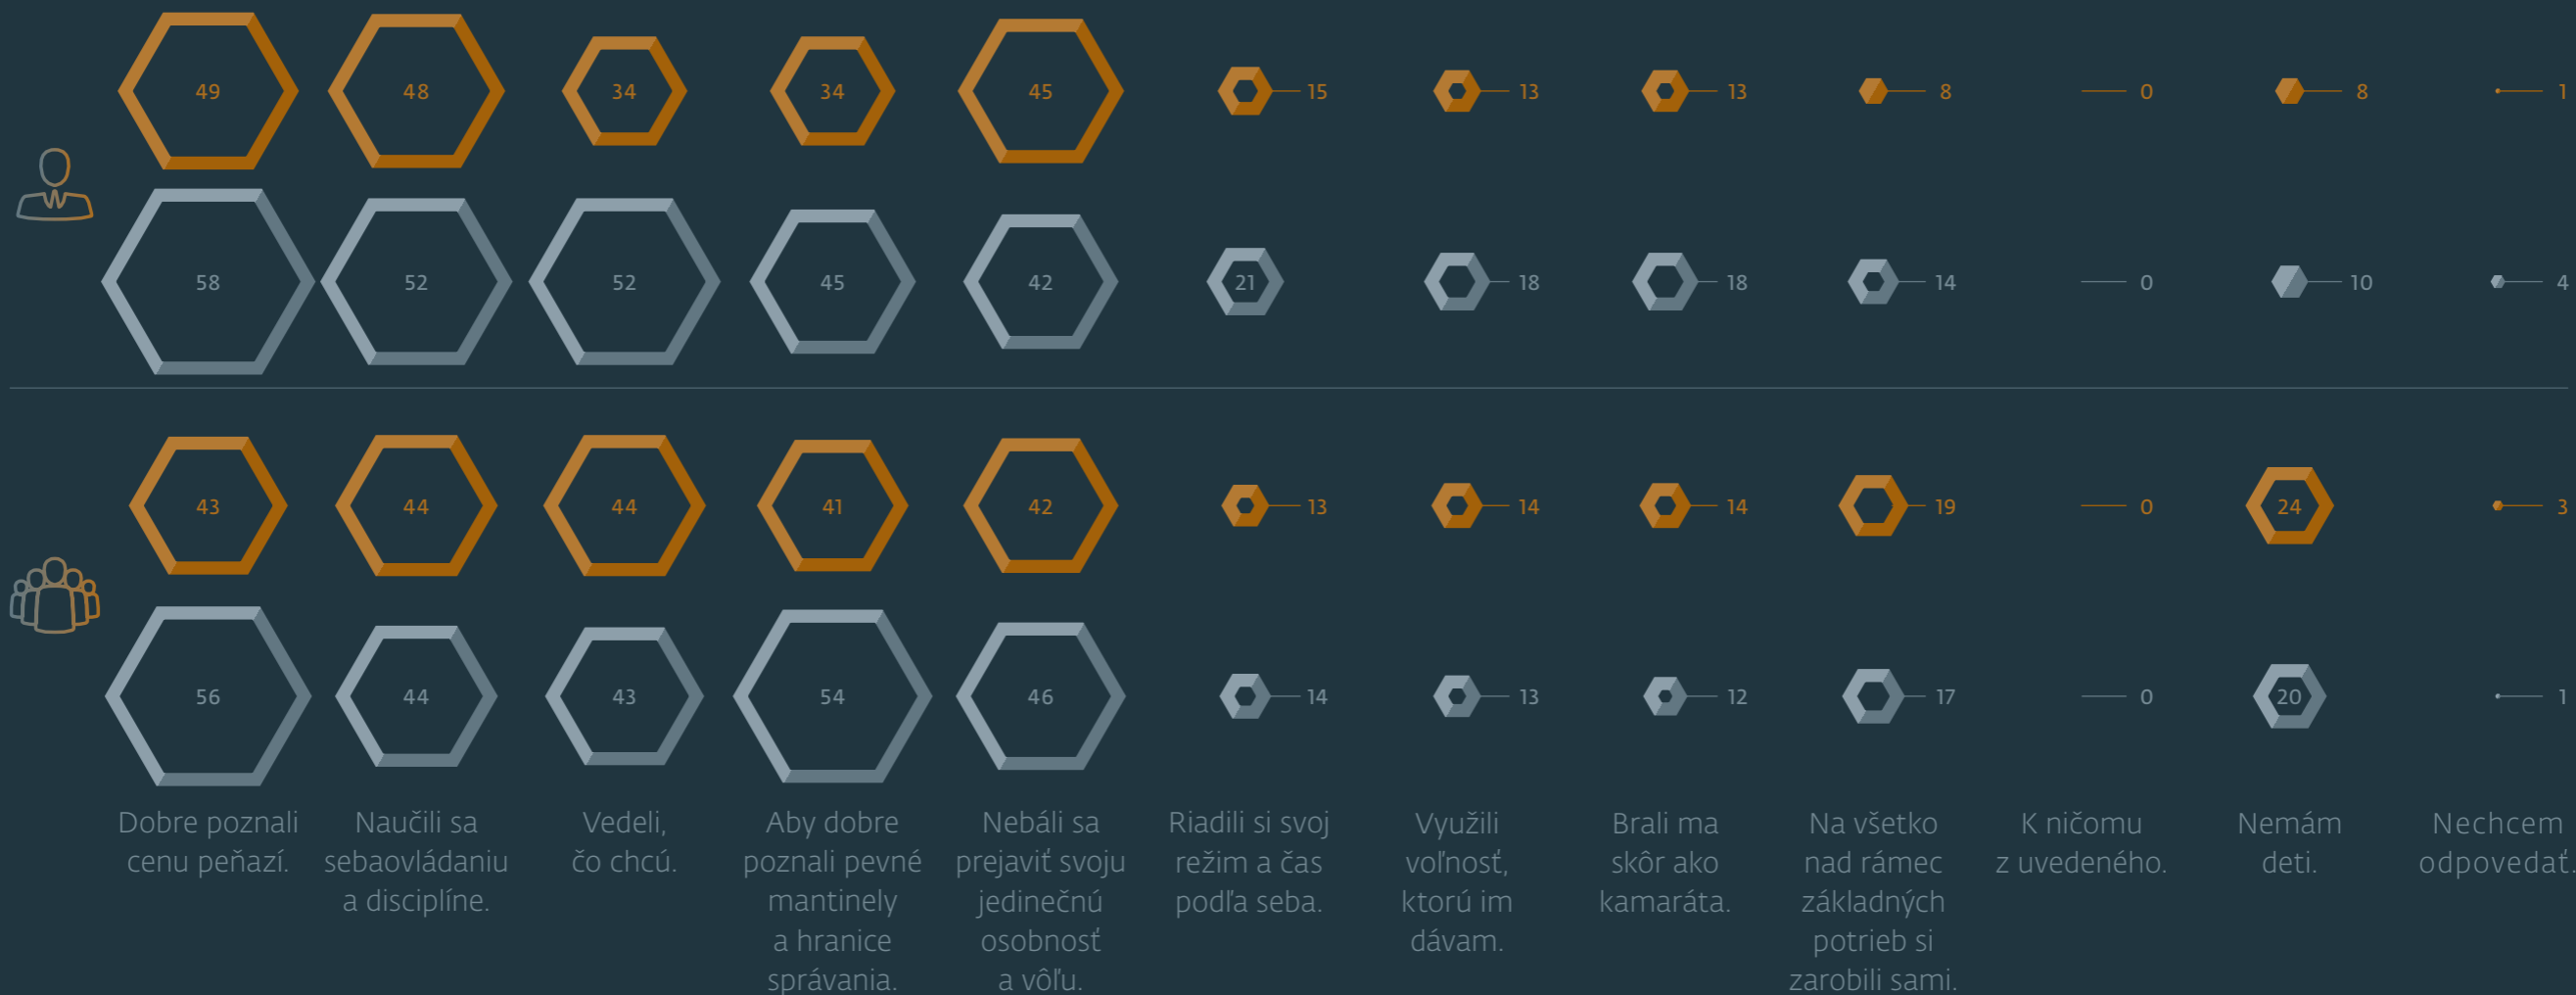 49 48 34 34 45 15 13 13 8 0 8 1
58 52 52 45 42 21 18 18 14 0 10 4
43 44 44 41 42 13 14 14 19 0 24 3
56 44 43 54 46 14 13 12 17 0 20 1
Dobre poznali
cenu peňazí.
Naučili sa
sebaovládaniu
a disciplíne.
Vedeli,
čo chcú.
Aby dobre
poznali pevné
mantinely
a hranice
správania.
Nebáli sa
prejaviť svoju
jedinečnú
osobnosť
a vôľu.
Riadili si svoj
režim a čas
podľa seba.
Využili
voľnosť,
ktorú im
dávam.
Brali ma
skôr ako
kamaráta.
Na všetko
nad rámec
základných
potrieb si
zarobili sami.
K ničomu
z uvedeného.
Nemám
deti.
Nechcem
odpovedať.